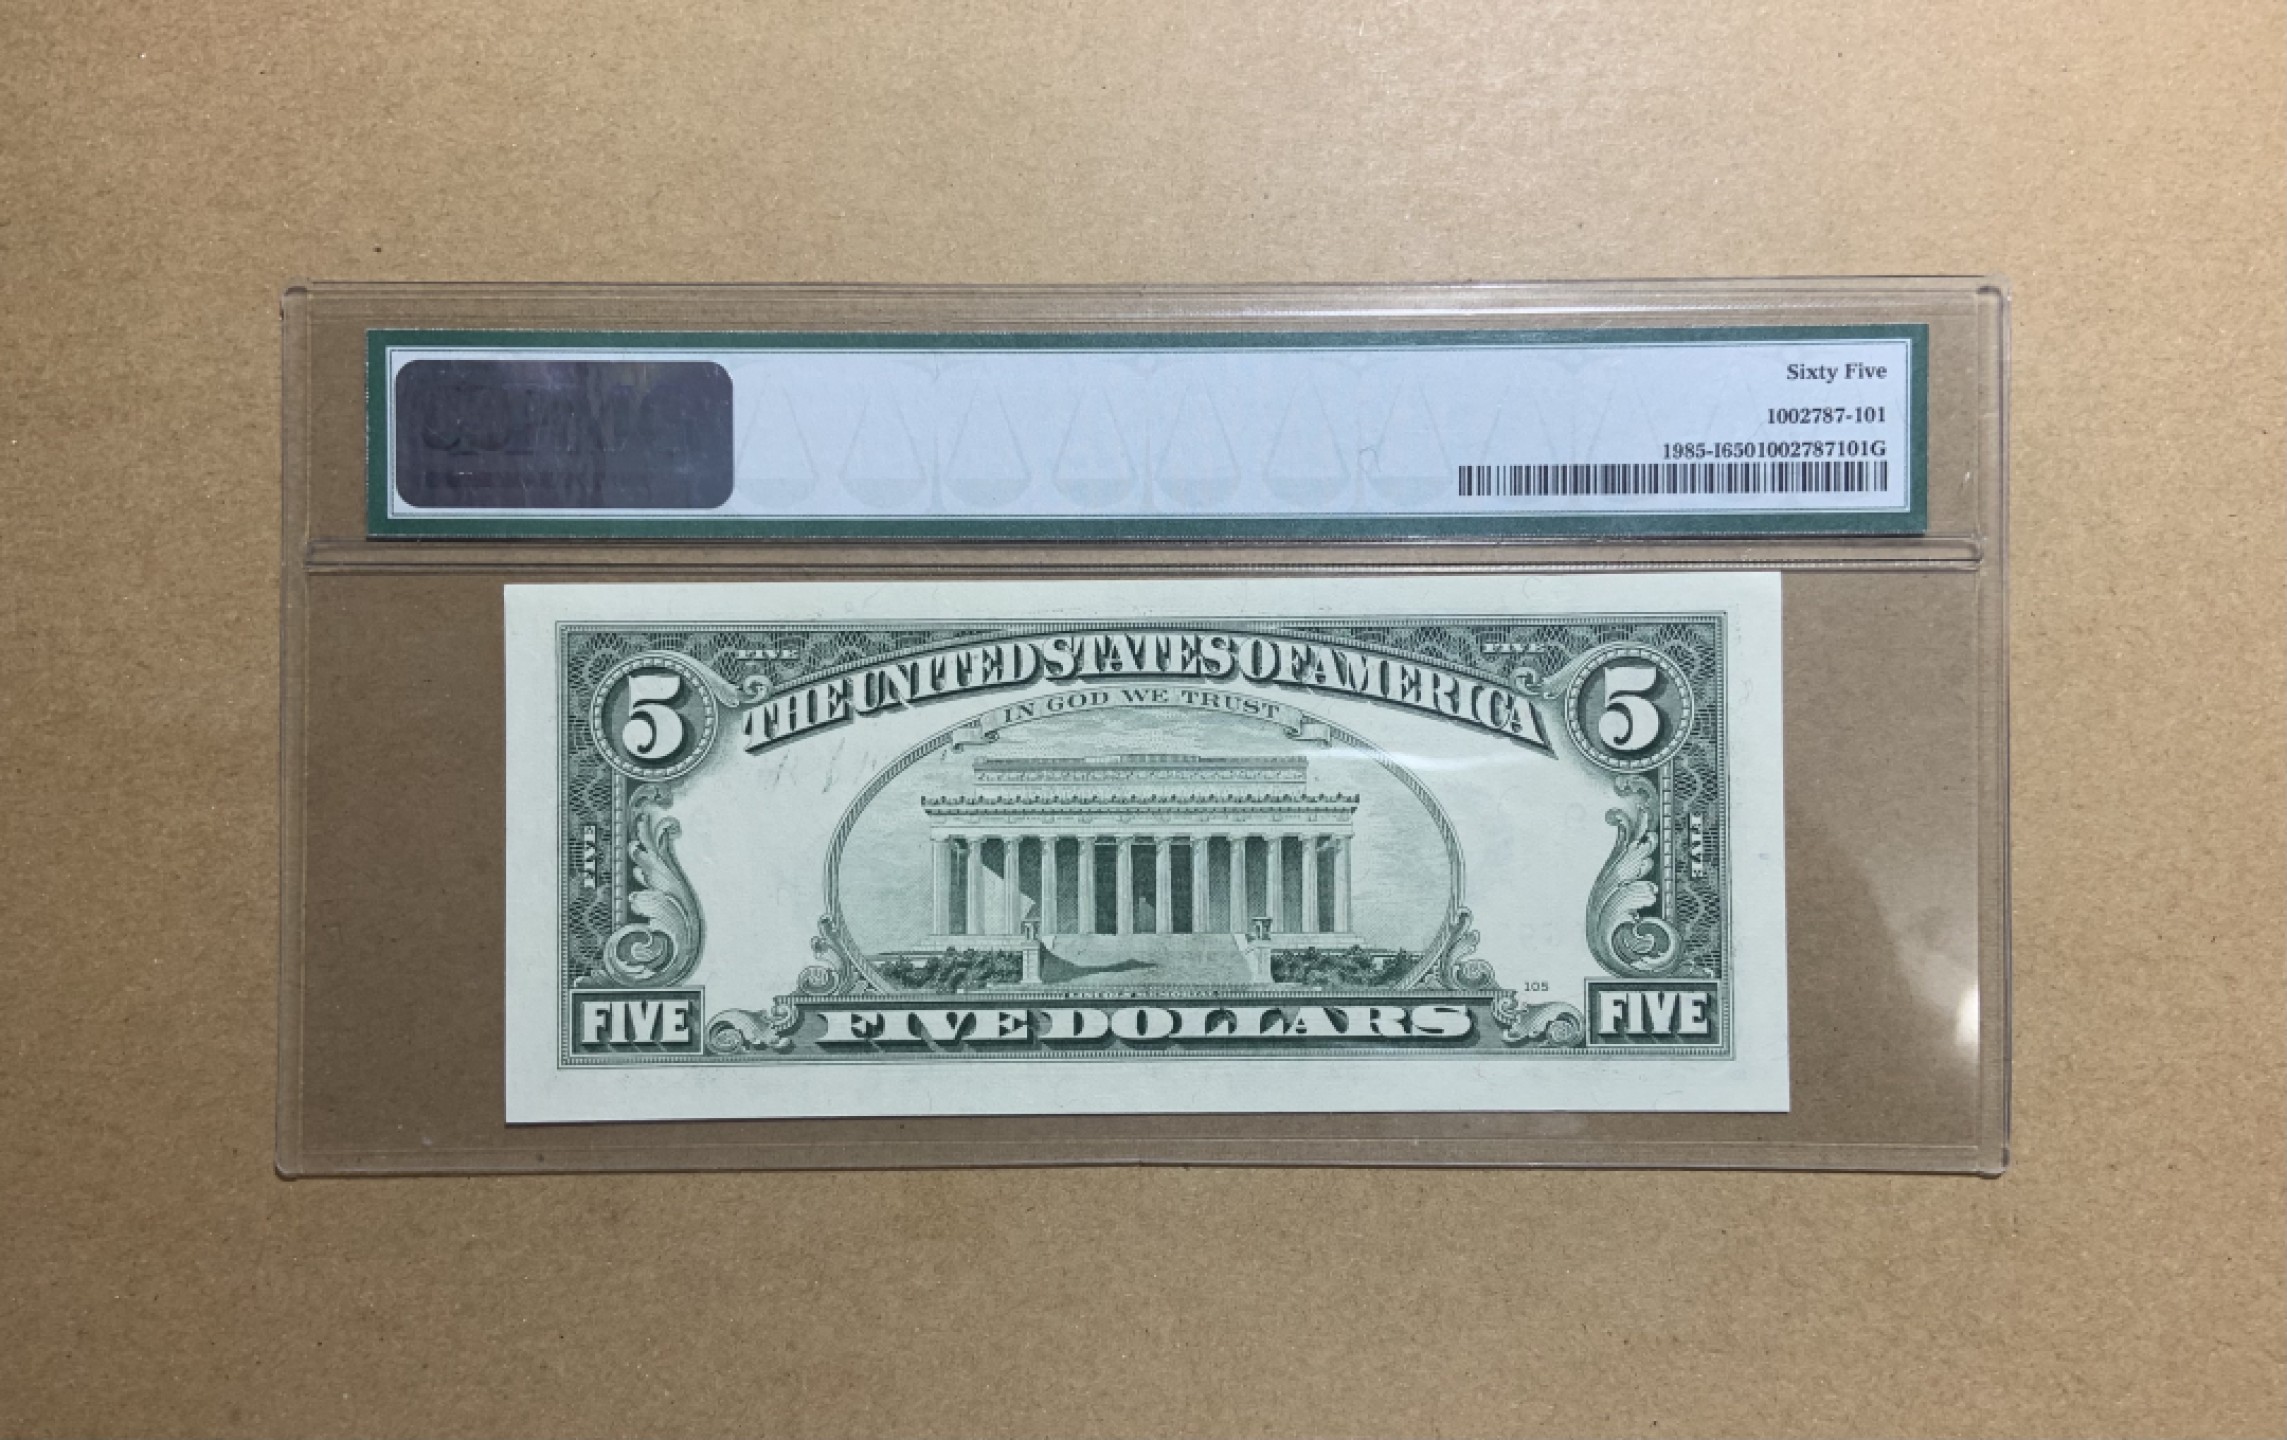 Sixty Five
1002787-101
1985-I6501002787101G
FIVE FIVE
THE UNITED STATES OF AMERICA
5 5
IN GOD WE TRUST
FIVE FIVE
105
FIVE FIVE DOLLARS FIVE